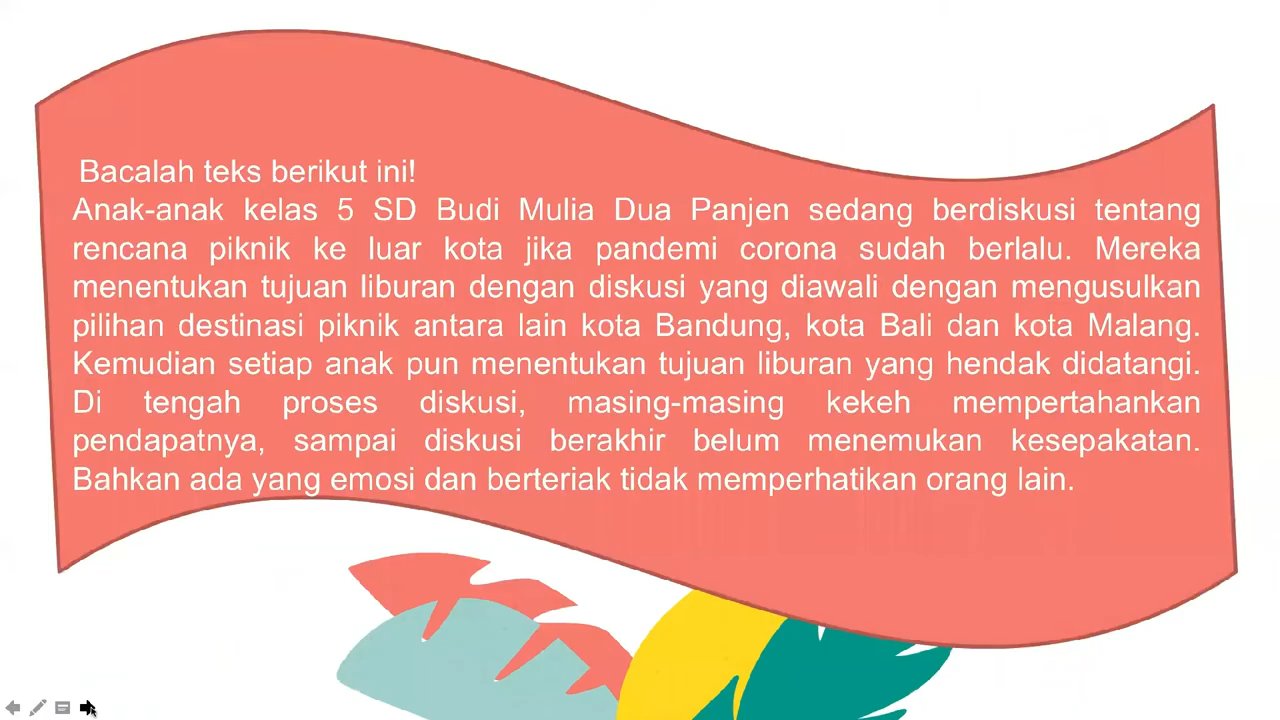 Bacalah teks berikut ini!
Anak-anak kelas 5 SD Budi Mulia Dua Panjen sedang berdiskusi tentang
rencana piknik ke luar kota jika pandemi corona sudah berlalu. Mereka
menentukan tujuan liburan dengan diskusi yang diawali dengan mengusulkan
pilihan destinasi piknik antara lain kota Bandung, kota Bali dan kota Malang.
Kemudian setiap anak pun menentukan tujuan liburan yang hendak didatangi.
Di tengah proses diskusi, masing-masing kekeh mempertahankan
pendapatnya, sampai diskusi berakhir belum menemukan kesepakatan.
Bahkan ada yang emosi dan berteriak tidak memperhatikan orang lain.